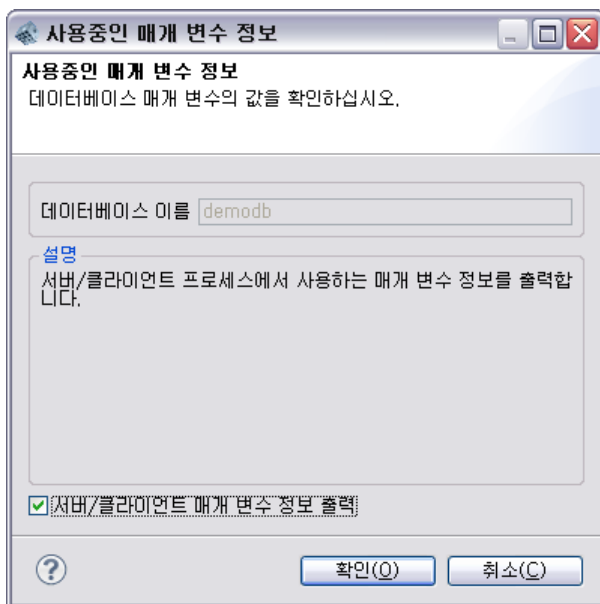 사용중인 매개 변수 정보
사용중인 매개 변수 정보
데이터베이스 매개 변수의 값을 확인하십시오.
데이터베이스 이름 demodb
설명
서버/클라이언트 프로세스에서 사용하는 매개 변수 정보를 출력합
니다.
서버/클라이언트 매개 변수 정보 출력
확인(O) 취소(C)